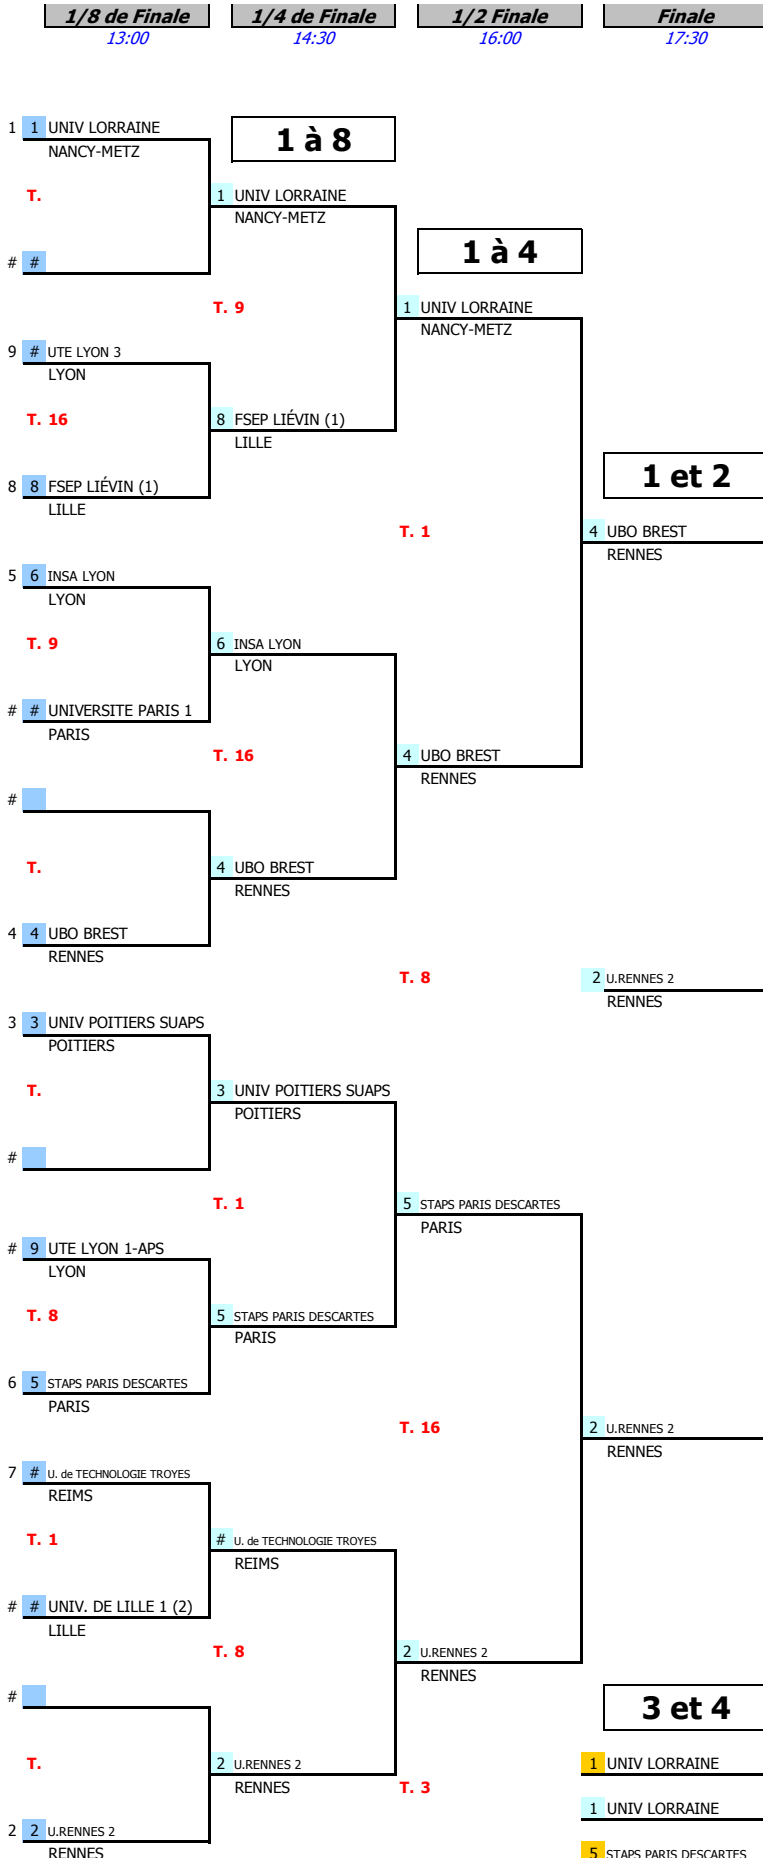 1/8 de Finale 1/4 de Finale 1/2 Finale Finale
13:00 14:30 16:00 17:30
1 1 UNIV LORRAINE
NANCY-METZ
1 à 8
T.
1 UNIV LORRAINE
NANCY-METZ
# #
1 à 4
T. 9
1 UNIV LORRAINE
NANCY-METZ
9 # UTE LYON 3
LYON
T. 16
8 FSEP LIÉVIN (1)
LILLE
8 8 FSEP LIÉVIN (1)
LILLE
1 et 2
T. 1
4 UBO BREST
RENNES
5 6 INSA LYON
LYON
T. 9
6 INSA LYON
LYON
# # UNIVERSITE PARIS 1
PARIS
T. 16
4 UBO BREST
RENNES
#
T.
4 UBO BREST
RENNES
4 4 UBO BREST
RENNES
T. 8
2 U.RENNES 2
RENNES
3 3 UNIV POITIERS SUAPS
POITIERS
T.
3 UNIV POITIERS SUAPS
POITIERS
#
T. 1
5 STAPS PARIS DESCARTES
PARIS
# 9 UTE LYON 1-APS
LYON
T. 8
5 STAPS PARIS DESCARTES
PARIS
6 5 STAPS PARIS DESCARTES
PARIS
T. 16
2 U.RENNES 2
RENNES
7 # U. de TECHNOLOGIE TROYES
REIMS
T. 1
# U. de TECHNOLOGIE TROYES
REIMS
# # UNIV. DE LILLE 1 (2)
LILLE
T. 8
2 U.RENNES 2
RENNES
#
3 et 4
T.
2 U.RENNES 2
RENNES
1 UNIV LORRAINE
T. 3
1 UNIV LORRAINE
2 2 U.RENNES 2
RENNES
5 STAPS PARIS DESCARTES